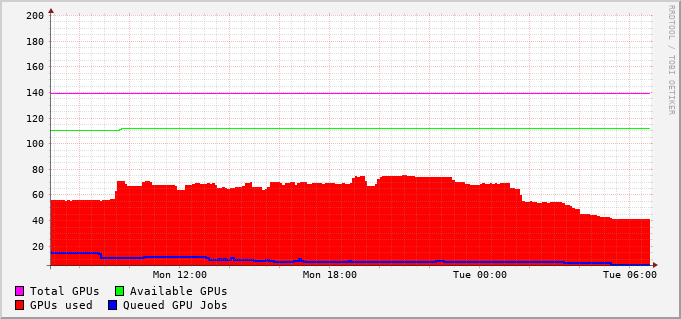 200
180
160
140
120
100
80
60
40
20
Mon 12:00 Mon 18:00 Tue 00:00 Tue 06:00
Total GPUs Available GPUs
GPUs used Queued GPU Jobs
RRDTOOL / TOBI OETIKER